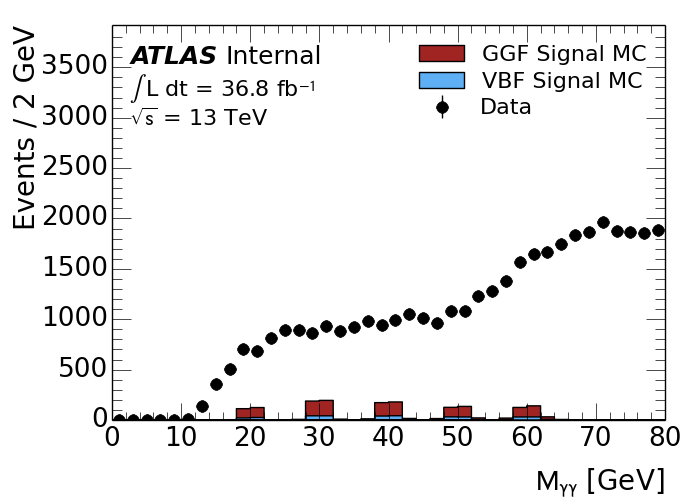 ATLAS Internal
∫L dt = 36.8 fb⁻¹
√s = 13 TeV
GGF Signal MC
VBF Signal MC
Data
Events / 2 GeV
3500
3000
2500
2000
1500
1000
500
0
0 10 20 30 40 50 60 70 80
Mγγ [GeV]